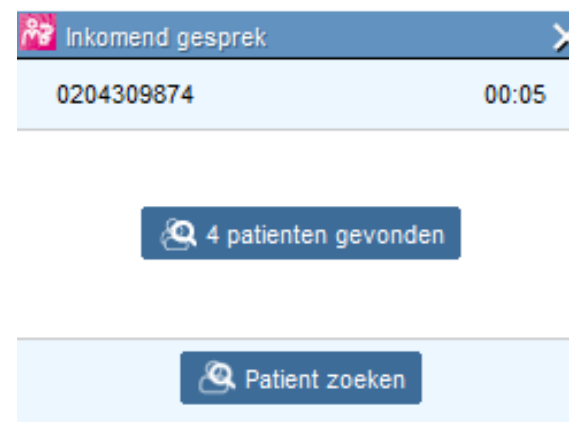 Inkomend gesprek
0204309874 00:05
4 patienten gevonden
Patient zoeken